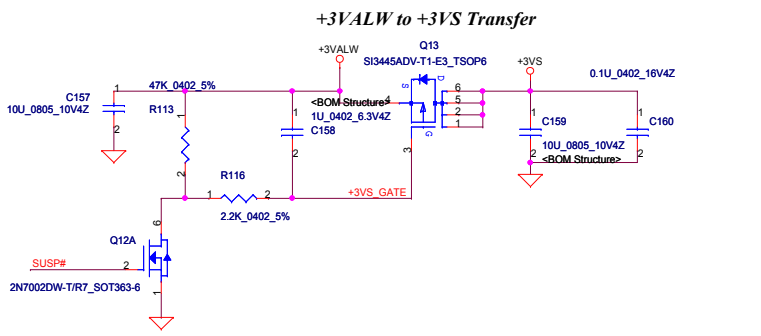 +3VALW to +3VS Transfer
+3VALW
Q13
SI3445ADV-T1-E3_TSOP6
+3VS
C157
10U_0805_10V4Z
1
2
47K_0402_5%
R113
1
2
<BOM Structure>
1U_0402_6.3V4Z
C158
1
2
S
D
G
4
3
6
5
2
1
0.1U_0402_16V4Z
1
2
C159
10U_0805_10V4Z
<BOM Structure>
1
2
C160
R116
1
2
2.2K_0402_5%
+3VS_GATE
Q12A
6
2
1
SUSP#
2N7002DW-T/R7_SOT363-6